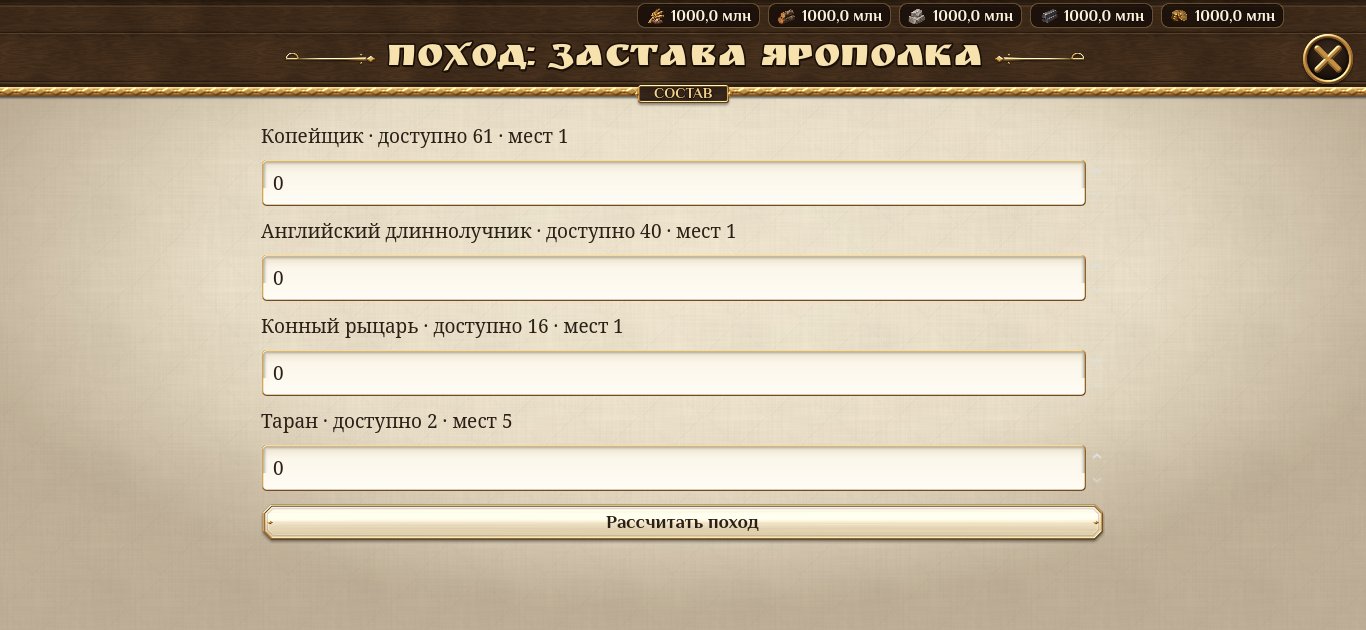 1000,0 млн 1000,0 млн 1000,0 млн 1000,0 млн 1000,0 млн
ПОХОД: ЗАСТАВА ЯРОПОЛКА
СОСТАВ
Копейщик · доступно 61 · мест 1
0
Английский длиннолучник · доступно 40 · мест 1
0
Конный рыцарь · доступно 16 · мест 1
0
Таран · доступно 2 · мест 5
0
Рассчитать поход